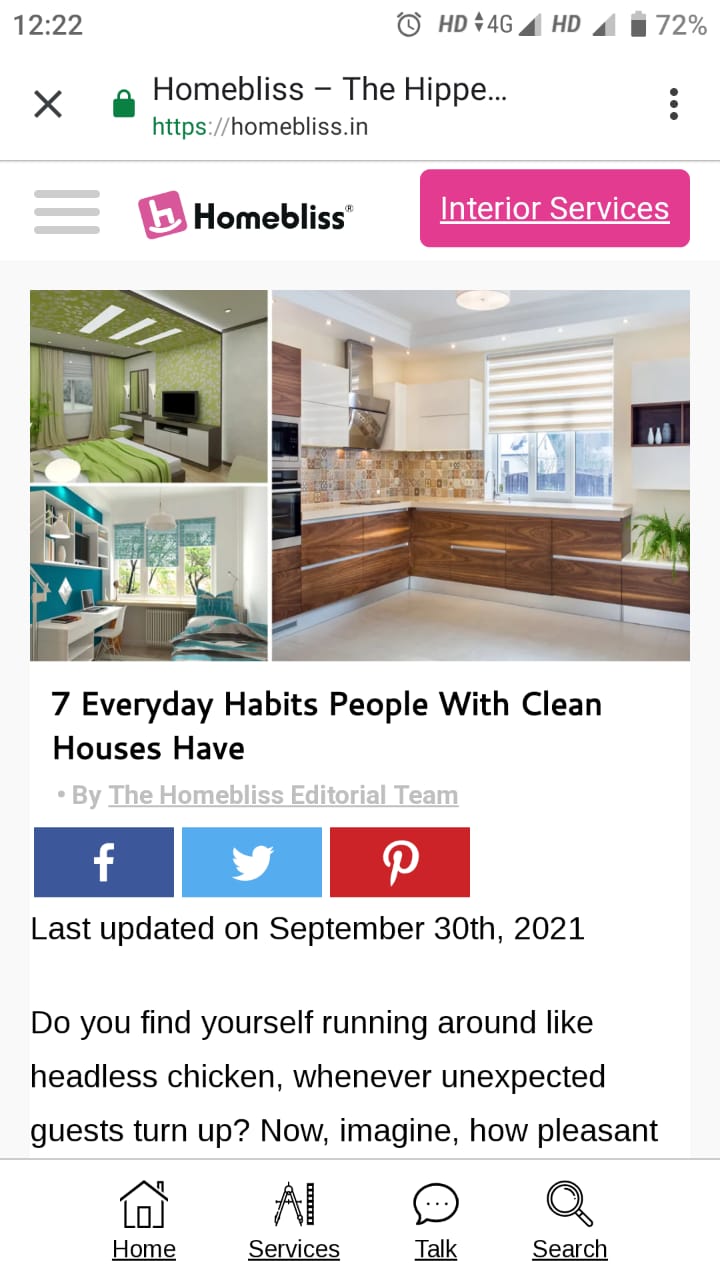 12:22 HD 4G HD 72%
Homebliss – The Hippe...
https://homebliss.in
Homebliss® Interior Services
7 Everyday Habits People With Clean
Houses Have
• By The Homebliss Editorial Team
Last updated on September 30th, 2021
Do you find yourself running around like
headless chicken, whenever unexpected
guests turn up? Now, imagine, how pleasant
Home Services Talk Search